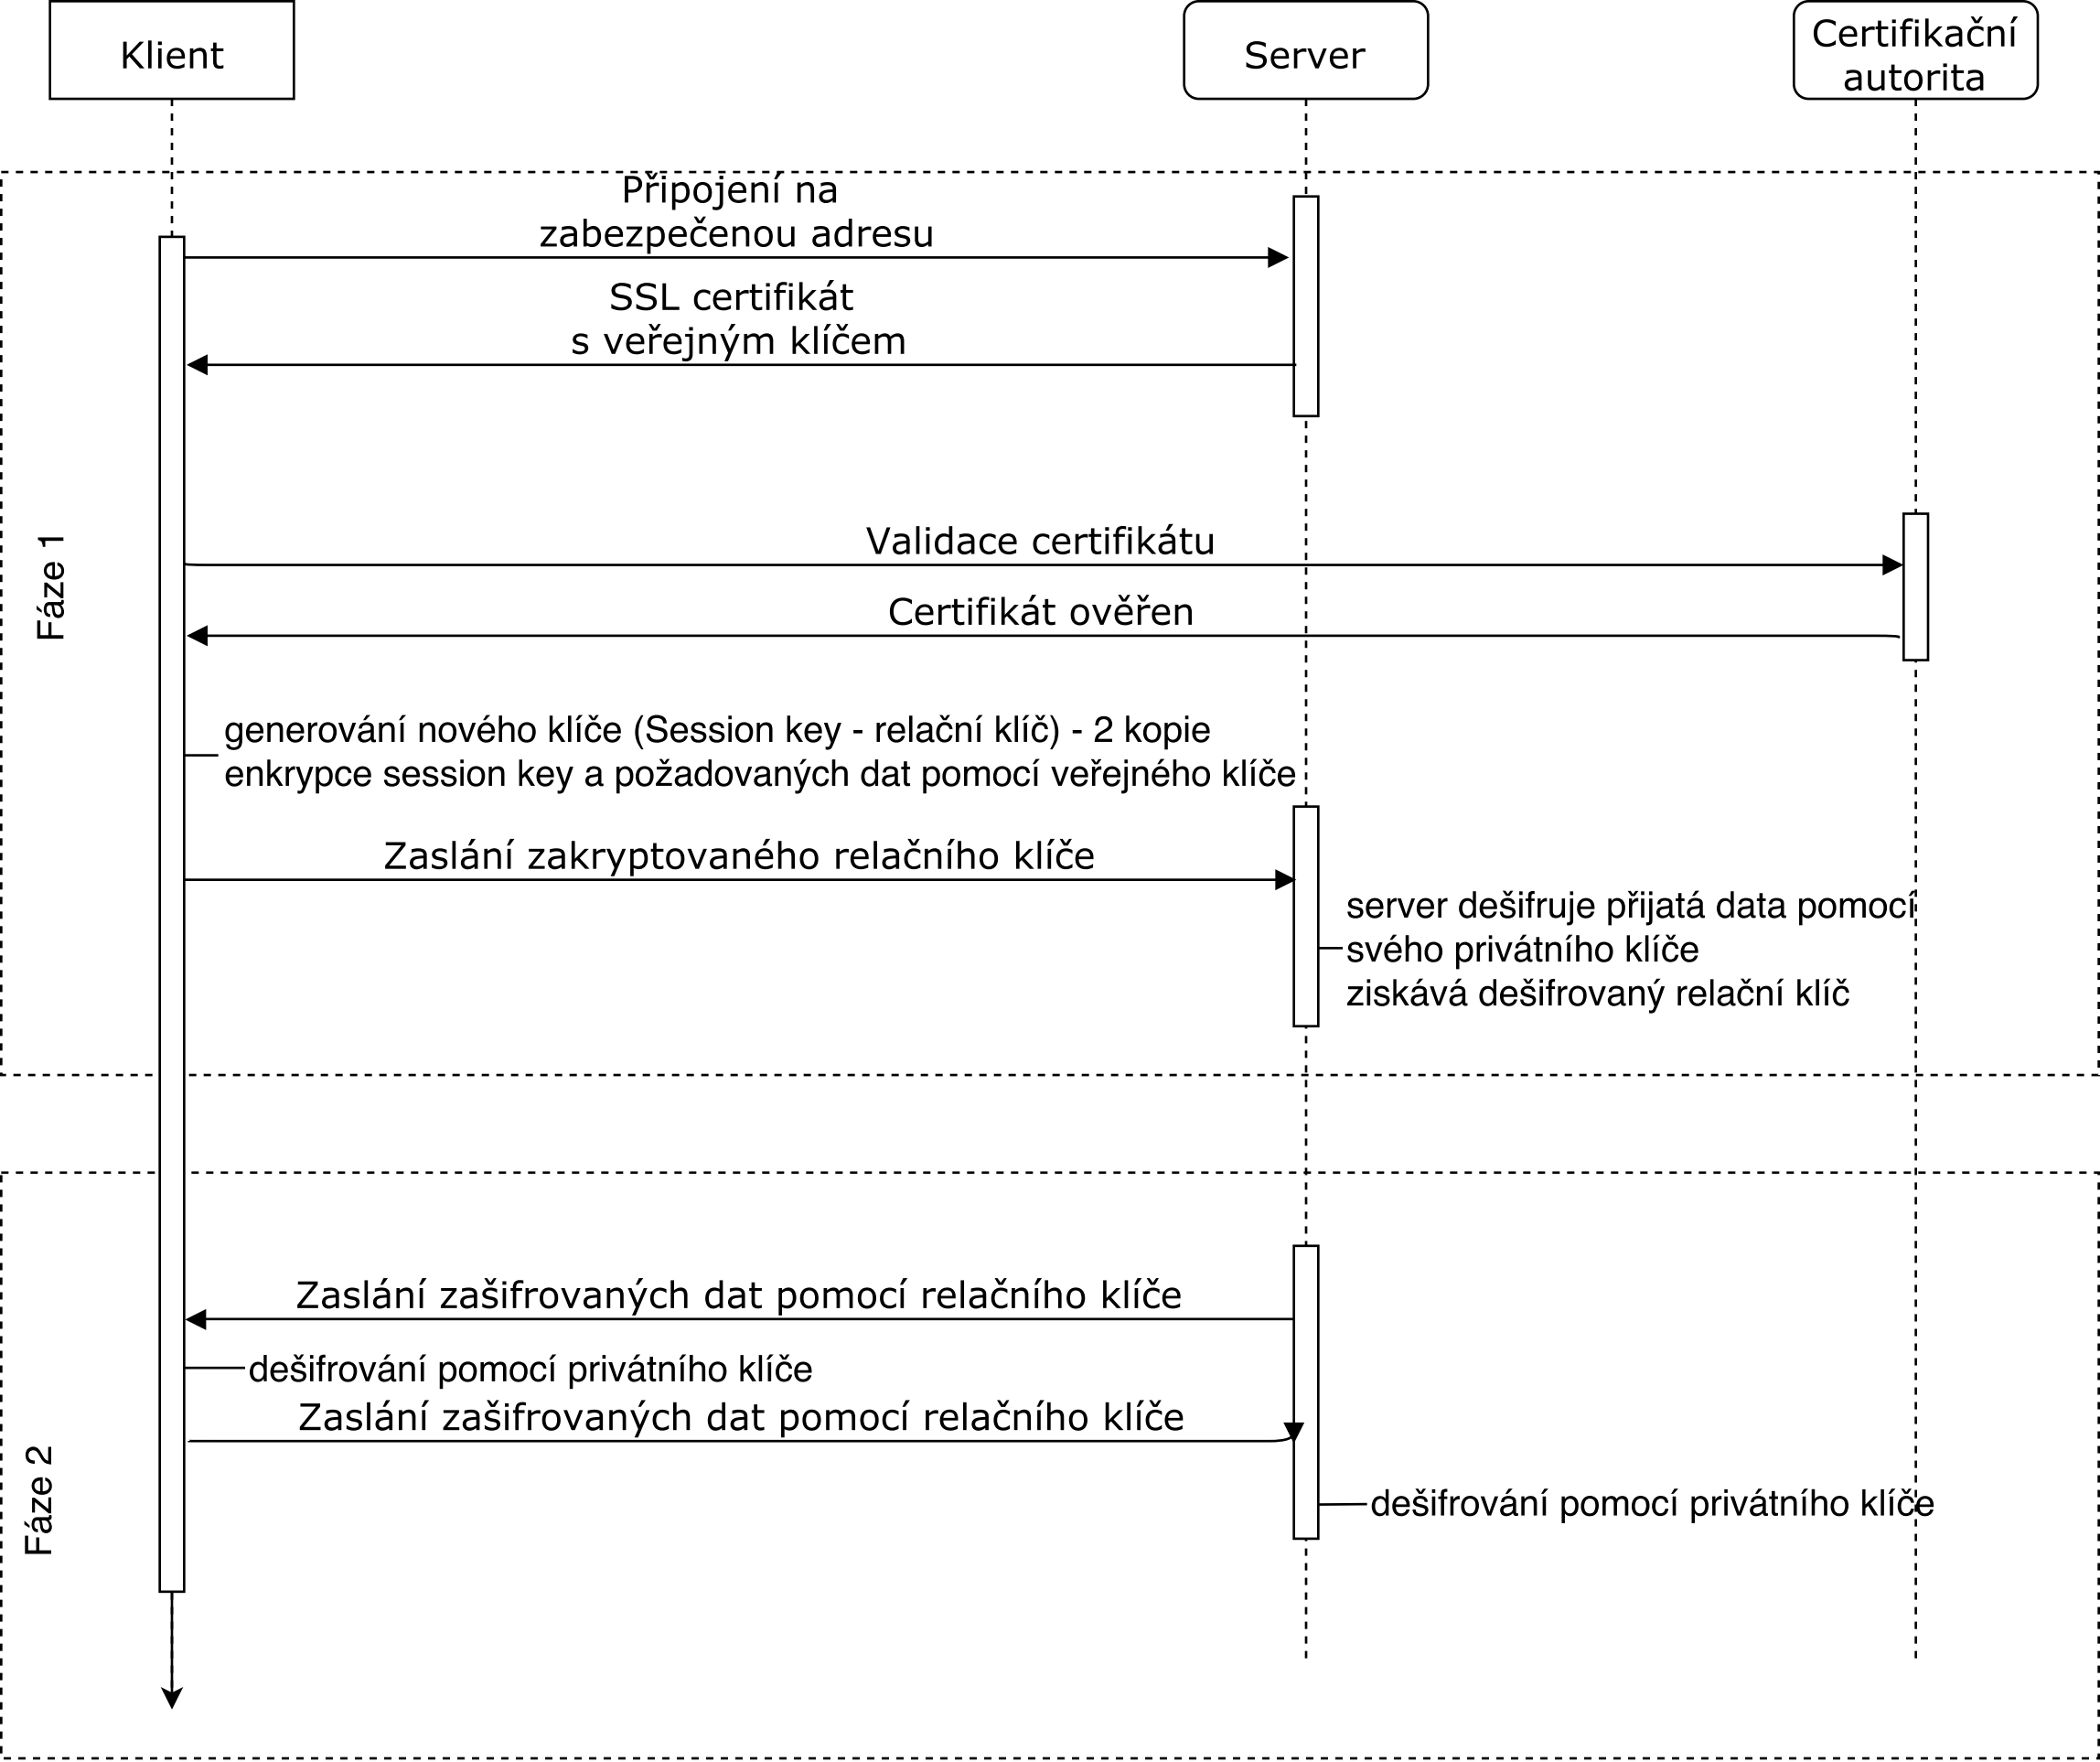 Klient
Server
Certifikační
autorita
Připojení na
zabezpečenou adresu
SSL certifikát
s veřejným klíčem
Fáze 1
Validace certifikátu
Certifikát ověřen
generování nového klíče (Session key - relační klíč) - 2 kopie
enkrypce session key a požadovaných dat pomocí veřejného klíče
Zaslání zakryptovaného relačního klíče
server dešifruje přijatá data pomocí
svého privátního klíče
získává dešifrovaný relační klíč
Zaslání zašifrovaných dat pomocí relačního klíče
dešifrování pomocí privátního klíče
Zaslání zašifrovaných dat pomocí relačního klíče
Fáze 2
dešifrování pomocí privátního klíče